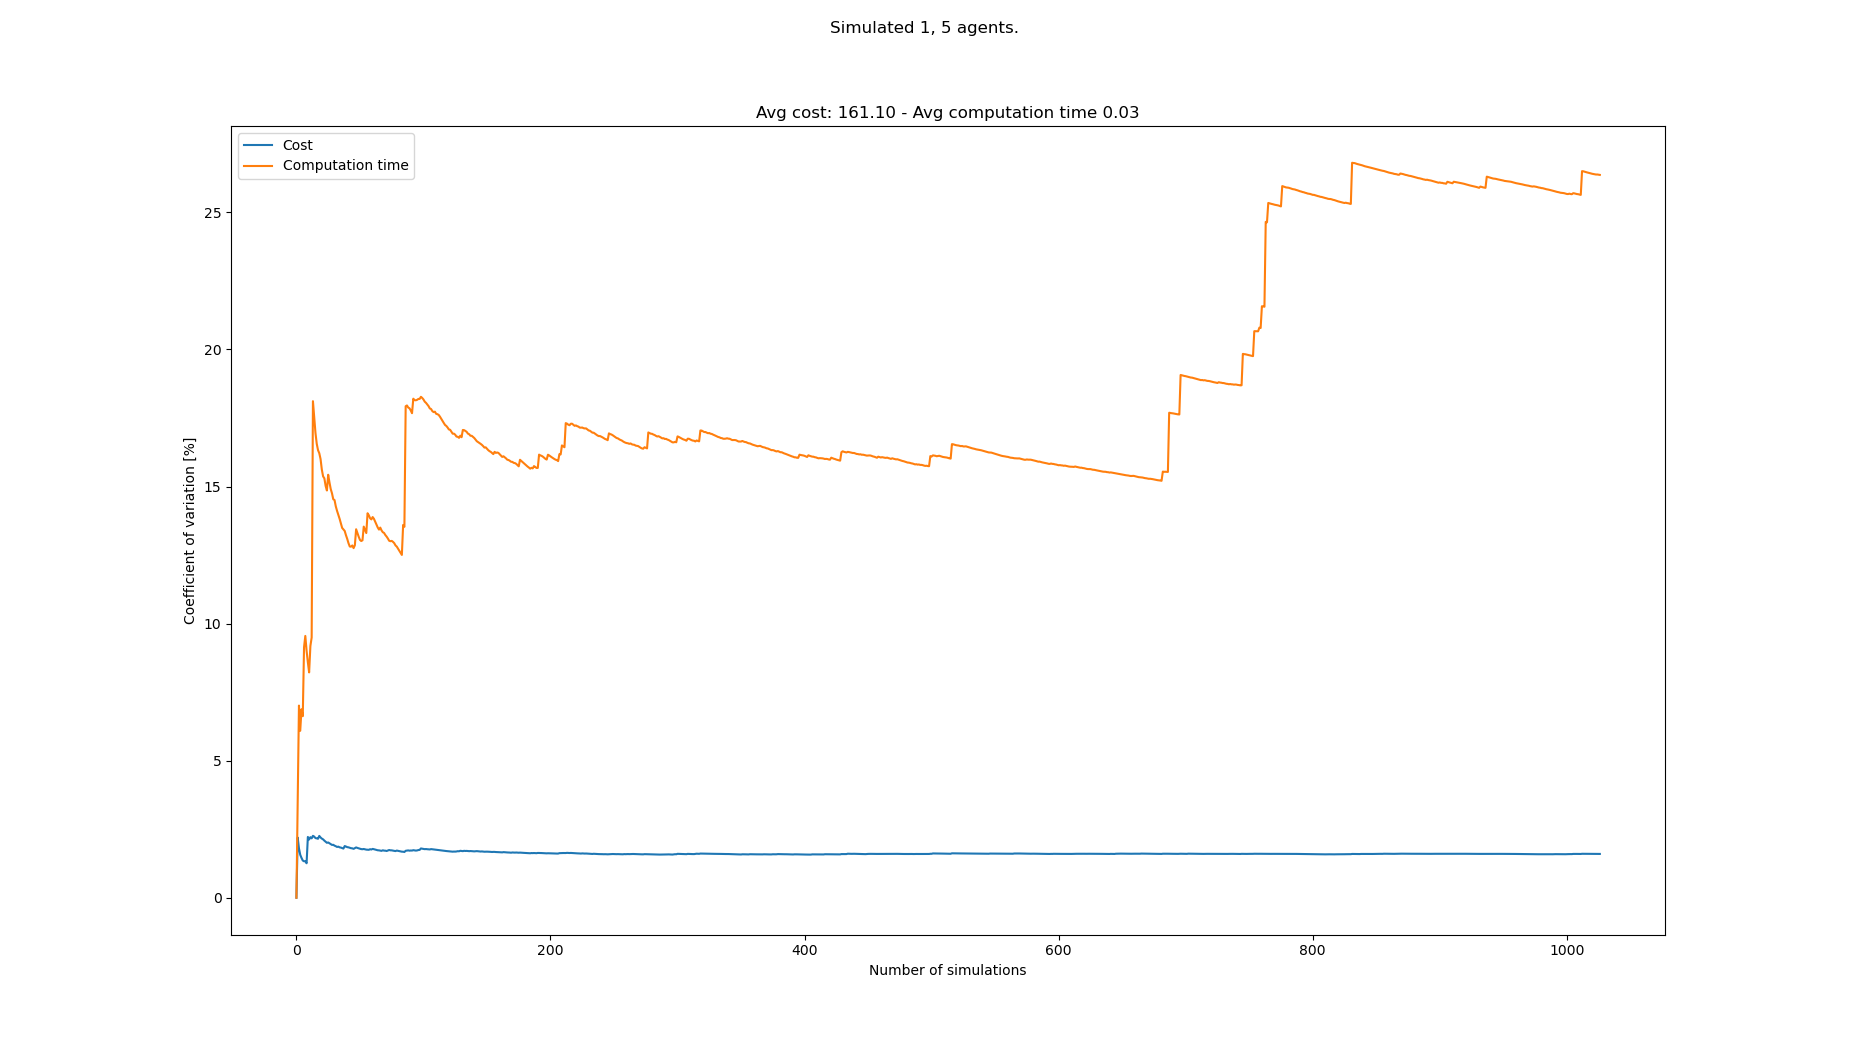 Simulated 1, 5 agents.
Avg cost: 161.10 - Avg computation time 0.03
Cost
Computation time
Coefficient of variation [%]
25
20
15
10
5
0
0 200 400 600 800 1000
Number of simulations